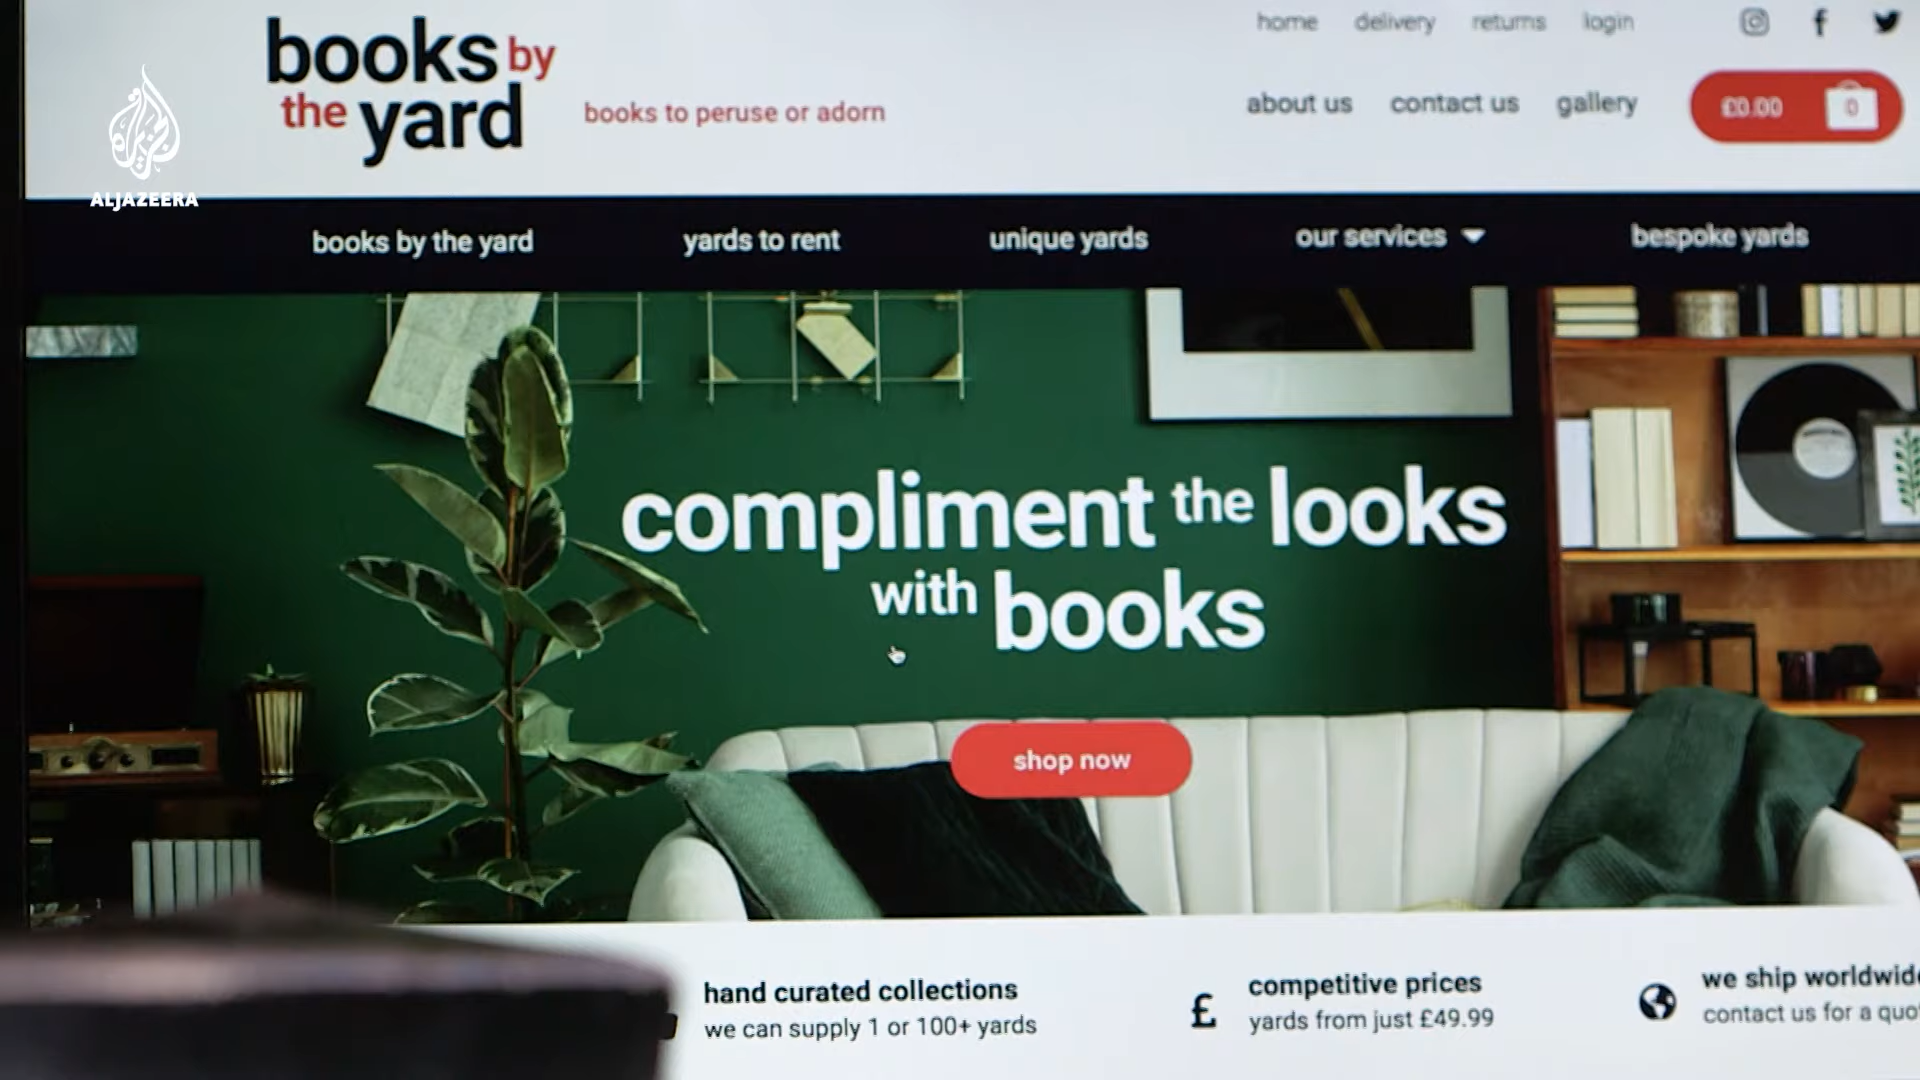 books by
the yard
books to peruse or adorn
home delivery returns login
about us contact us gallery
£0.00 0
ALJAZEERA
books by the yard yards to rent unique yards our services bespoke yards
compliment the looks
with books
shop now
hand curated collections
we can supply 1 or 100+ yards
£
competitive prices
yards from just £49.99
we ship worldwide
contact us for a quo